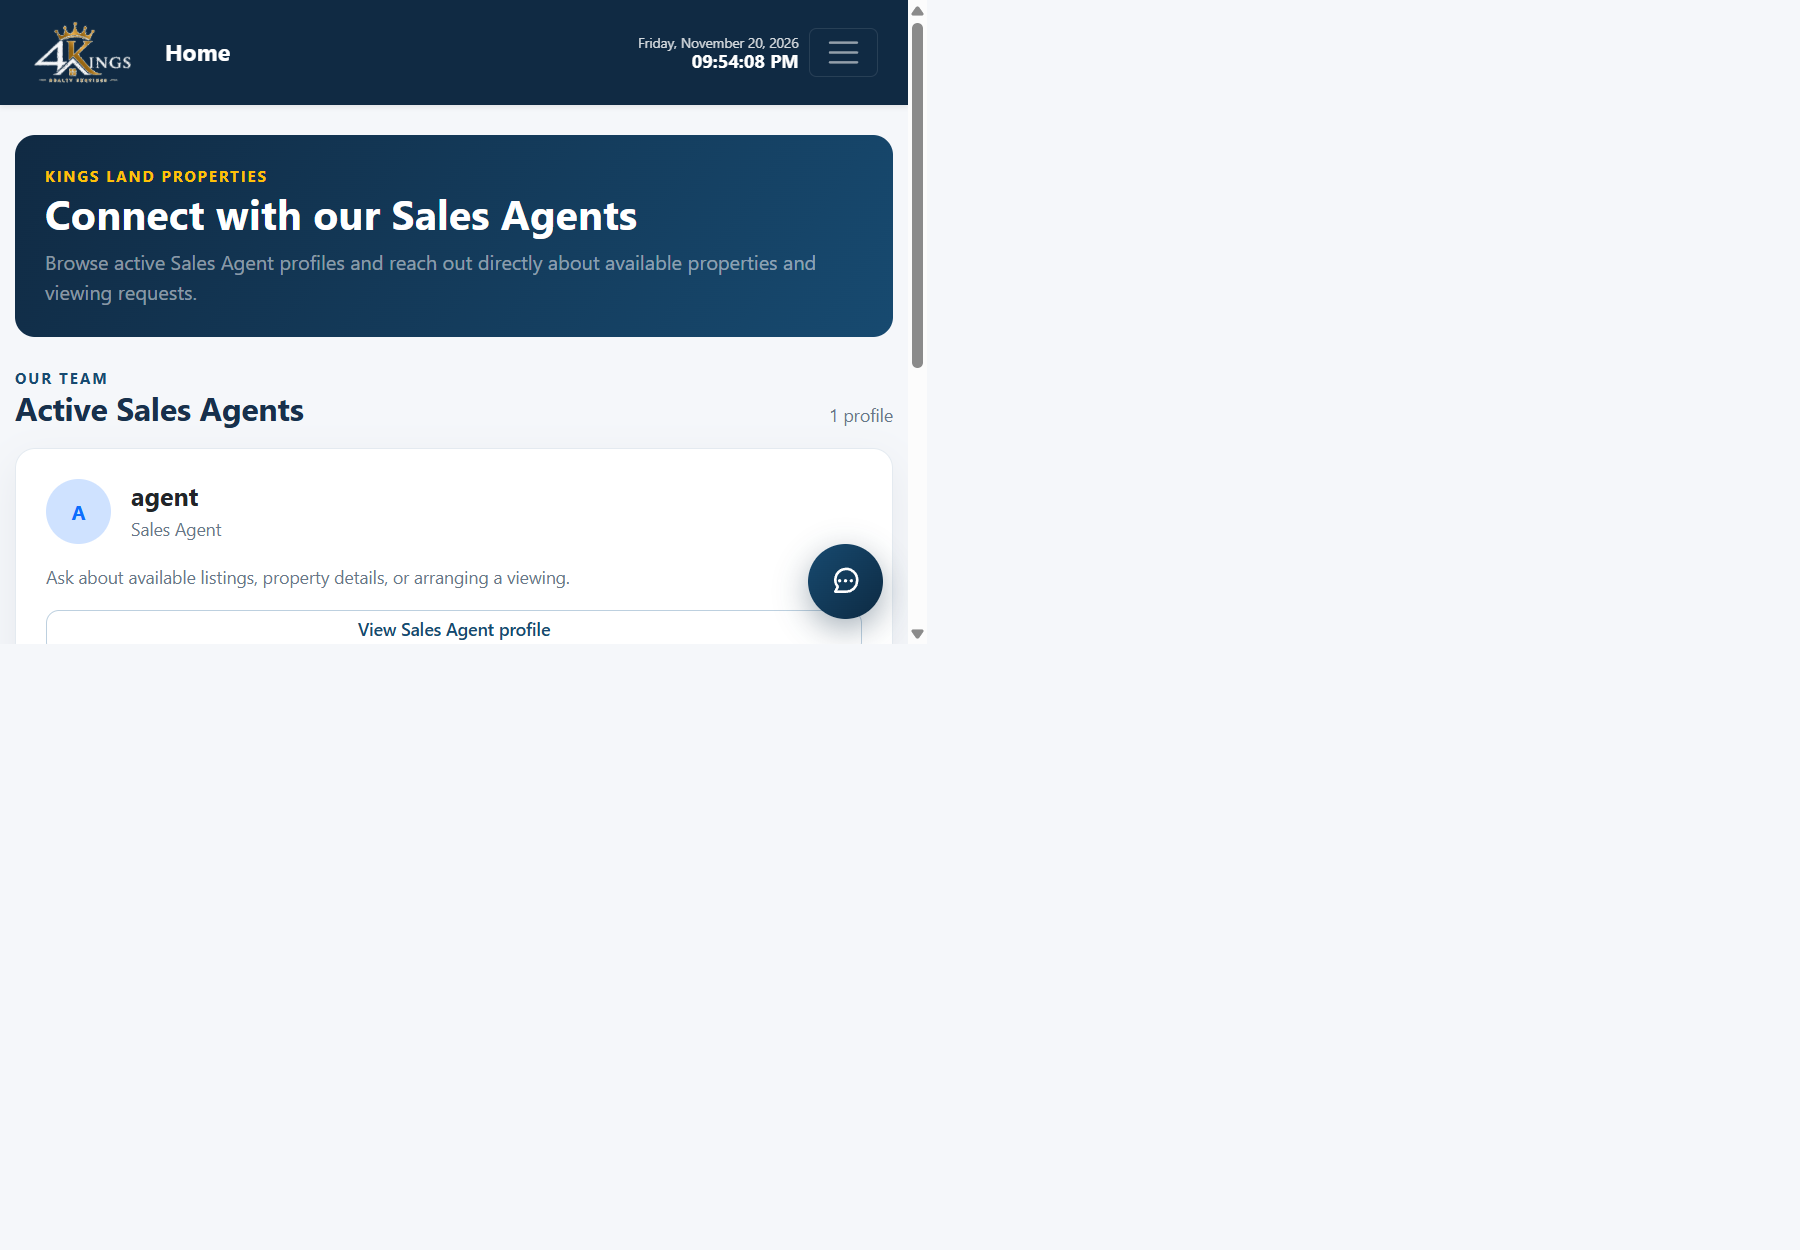 4KINGS
REALTY SERVICES
Home
Friday, November 20, 2026
09:54:08 PM
KINGS LAND PROPERTIES
Connect with our Sales Agents
Browse active Sales Agent profiles and reach out directly about available properties and
viewing requests.
OUR TEAM
Active Sales Agents
1 profile
A
agent
Sales Agent
Ask about available listings, property details, or arranging a viewing.
View Sales Agent profile